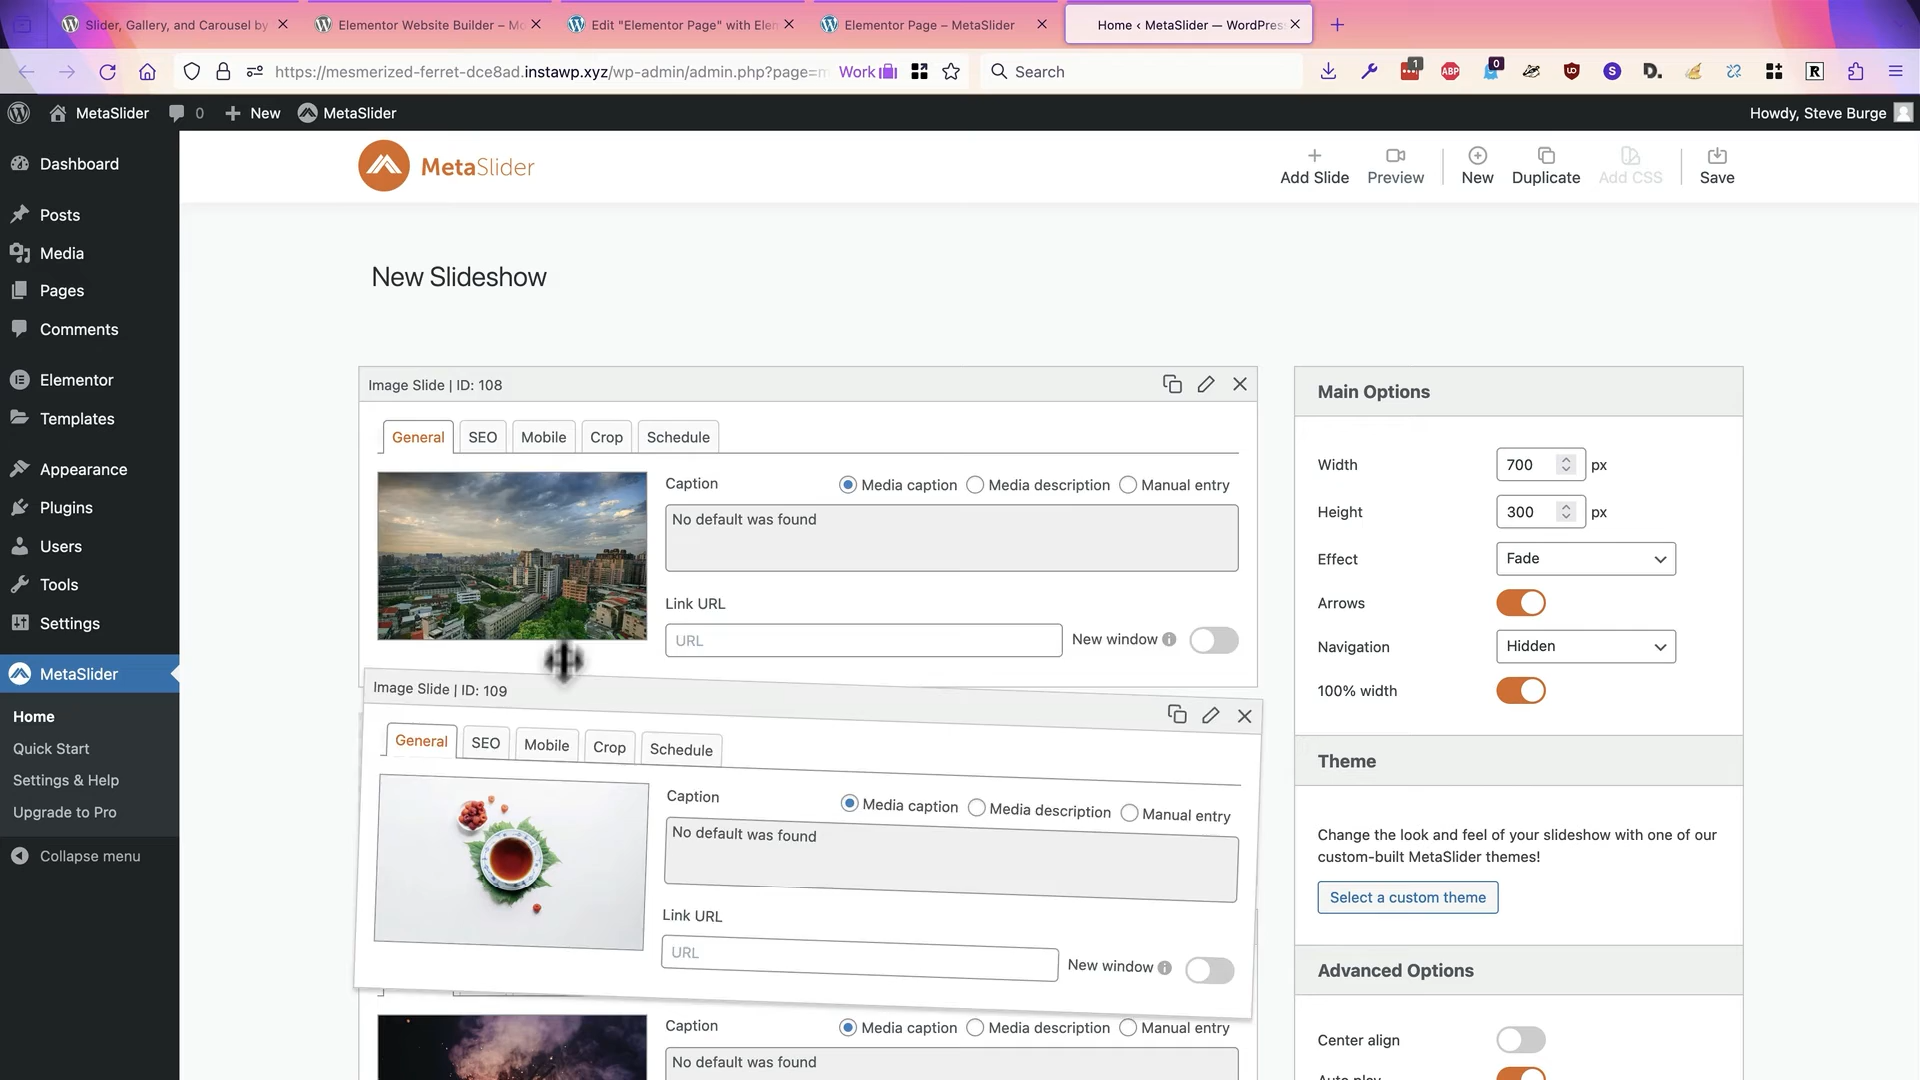 Slider, Gallery, and Carousel by
Elementor Website Builder – Mo
Edit "Elementor Page" with Elem
Elementor Page – MetaSlider
Home ‹ MetaSlider — WordPress
https://mesmerized-ferret-dce8ad.instawp.xyz/wp-admin/admin.php?page=m
Work
Search
1
ABP
0
S
D.
R
MetaSlider
0
New
MetaSlider
Howdy, Steve Burge
Dashboard
Posts
Media
Pages
Comments
Elementor
Templates
Appearance
Plugins
Users
Tools
Settings
MetaSlider
Home
Quick Start
Settings & Help
Upgrade to Pro
Collapse menu
MetaSlider
Add Slide
Preview
New
Duplicate
Add CSS
Save
New Slideshow
Image Slide | ID: 108
General
SEO
Mobile
Crop
Schedule
Caption
Media caption
Media description
Manual entry
No default was found
Link URL
URL
New window
Image Slide | ID: 109
General
SEO
Mobile
Crop
Schedule
Caption
Media caption
Media description
Manual entry
No default was found
Link URL
URL
New window
Caption
Media caption
Media description
Manual entry
No default was found
Main Options
Width
700
px
Height
300
px
Effect
Fade
Arrows
Navigation
Hidden
100% width
Theme
Change the look and feel of your slideshow with one of our
custom-built MetaSlider themes!
Select a custom theme
Advanced Options
Center align
Auto play